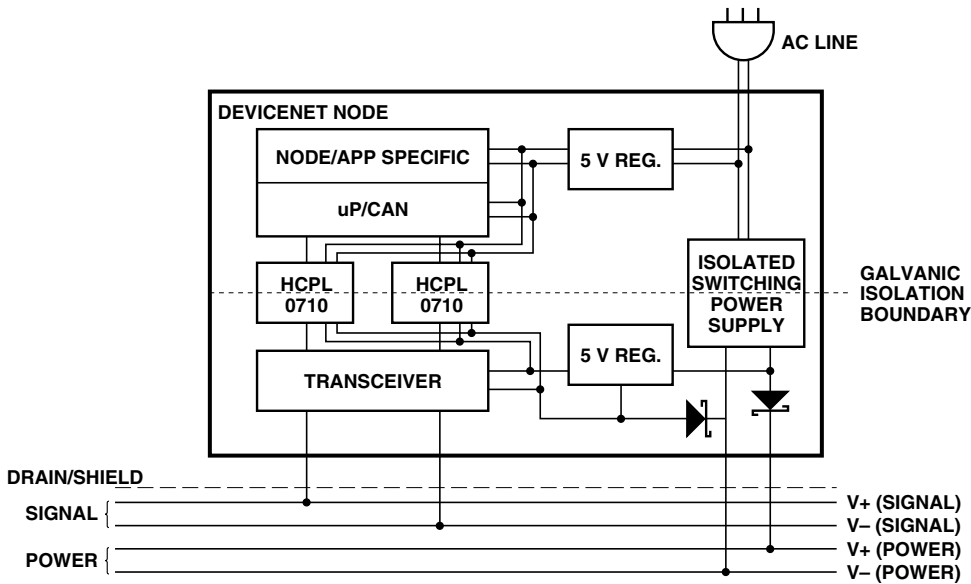 AC LINE
DEVICENET NODE
NODE/APP SPECIFIC
5 V REG.
uP/CAN
HCPL
0710
HCPL
0710
ISOLATED
SWITCHING
POWER
SUPPLY
GALVANIC
ISOLATION
BOUNDARY
5 V REG.
TRANSCEIVER
DRAIN/SHIELD
SIGNAL
V+ (SIGNAL)
V– (SIGNAL)
POWER
V+ (POWER)
V– (POWER)